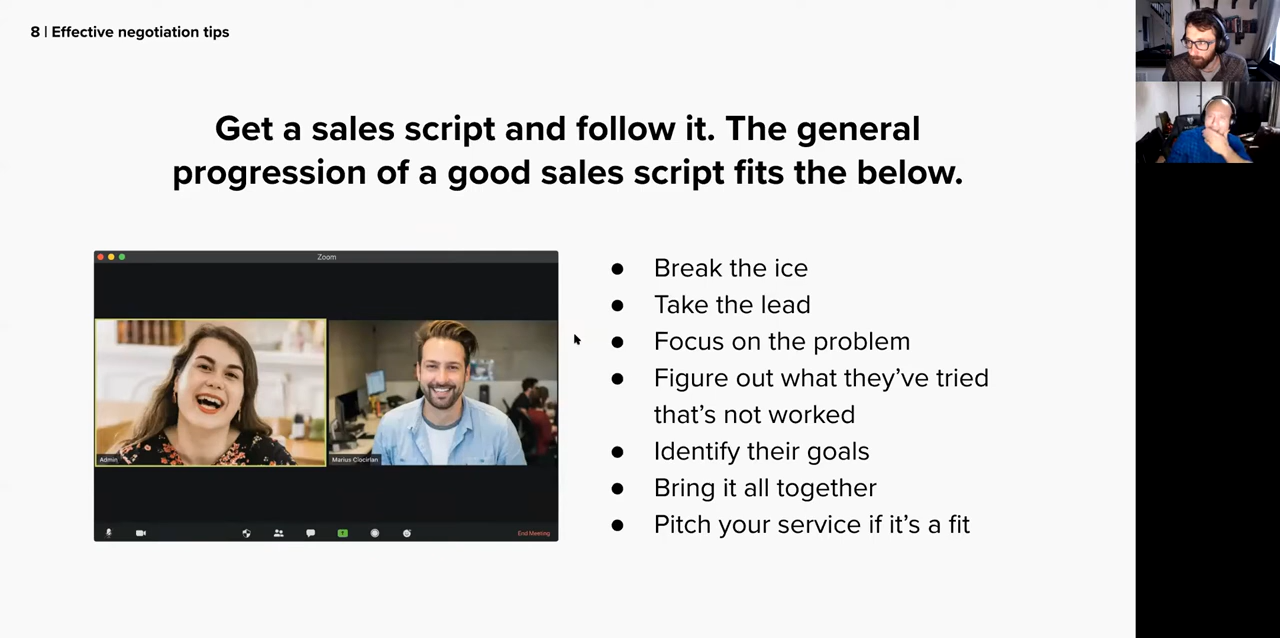 8 | Effective negotiation tips
Get a sales script and follow it. The general
progression of a good sales script fits the below.
Zoom
Admin
Marius Ciocirlan
End Meeting
● Break the ice
● Take the lead
● Focus on the problem
● Figure out what they’ve tried
that’s not worked
● Identify their goals
● Bring it all together
● Pitch your service if it’s a fit